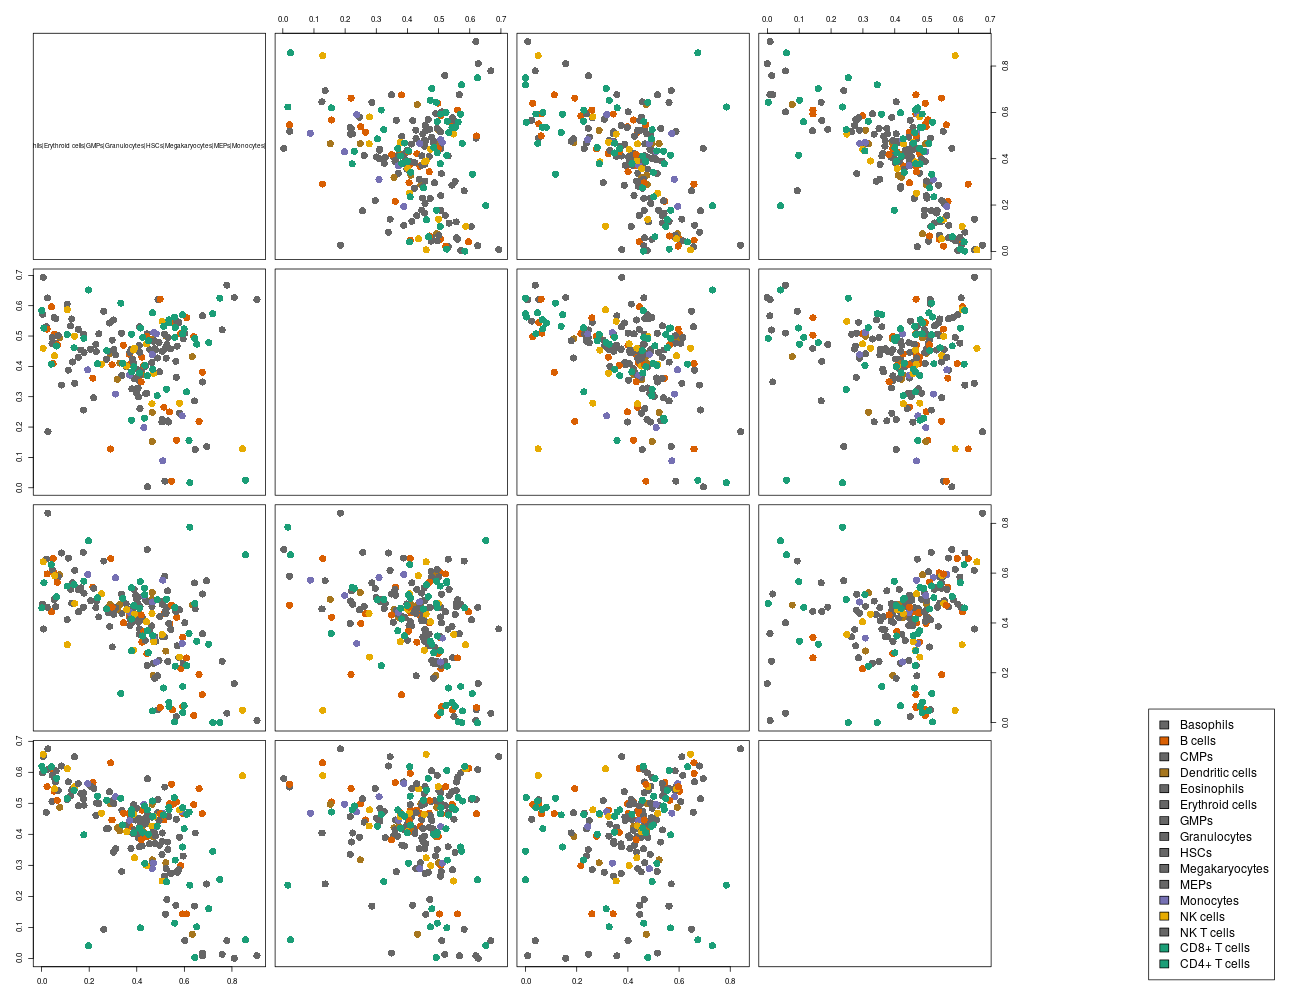 0.0 0.1 0.2 0.3 0.4 0.5 0.6 0.7
0.0 0.1 0.2 0.3 0.4 0.5 0.6 0.7
0.0 0.2 0.4 0.6 0.8
ils|Erythroid cells|GMPs|Granulocytes|HSCs|Megakaryocytes|MEPs|Monocytes|
0.0 0.1 0.2 0.3 0.4 0.5 0.6 0.7
0.0 0.2 0.4 0.6 0.8
0.0 0.1 0.2 0.3 0.4 0.5 0.6 0.7
0.0 0.2 0.4 0.6 0.8
0.0 0.2 0.4 0.6 0.8
Basophils
B cells
CMPs
Dendritic cells
Eosinophils
Erythroid cells
GMPs
Granulocytes
HSCs
Megakaryocytes
MEPs
Monocytes
NK cells
NK T cells
CD8+ T cells
CD4+ T cells